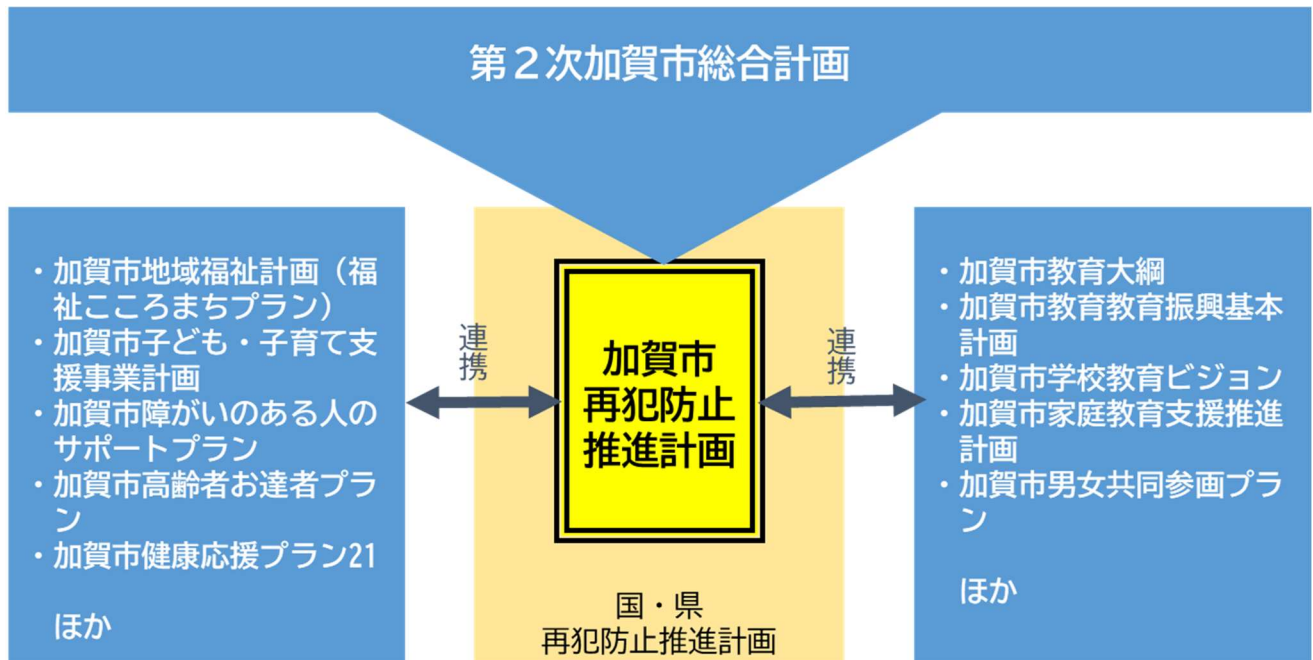 第２次加賀市総合計画
・加賀市地域福祉計画（福
祉こころまちプラン）
・加賀市子ども・子育て支
援事業計画
・加賀市障がいのある人の
サポートプラン
・加賀市高齢者お達者プラ
ン
・加賀市健康応援プラン21
ほか
連携
加賀市
再犯防止
推進計画
国・県
再犯防止推進計画
連携
・加賀市教育大綱
・加賀市教育教育振興基本
計画
・加賀市学校教育ビジョン
・加賀市家庭教育支援推進
計画
・加賀市男女共同参画プラ
ン
ほか